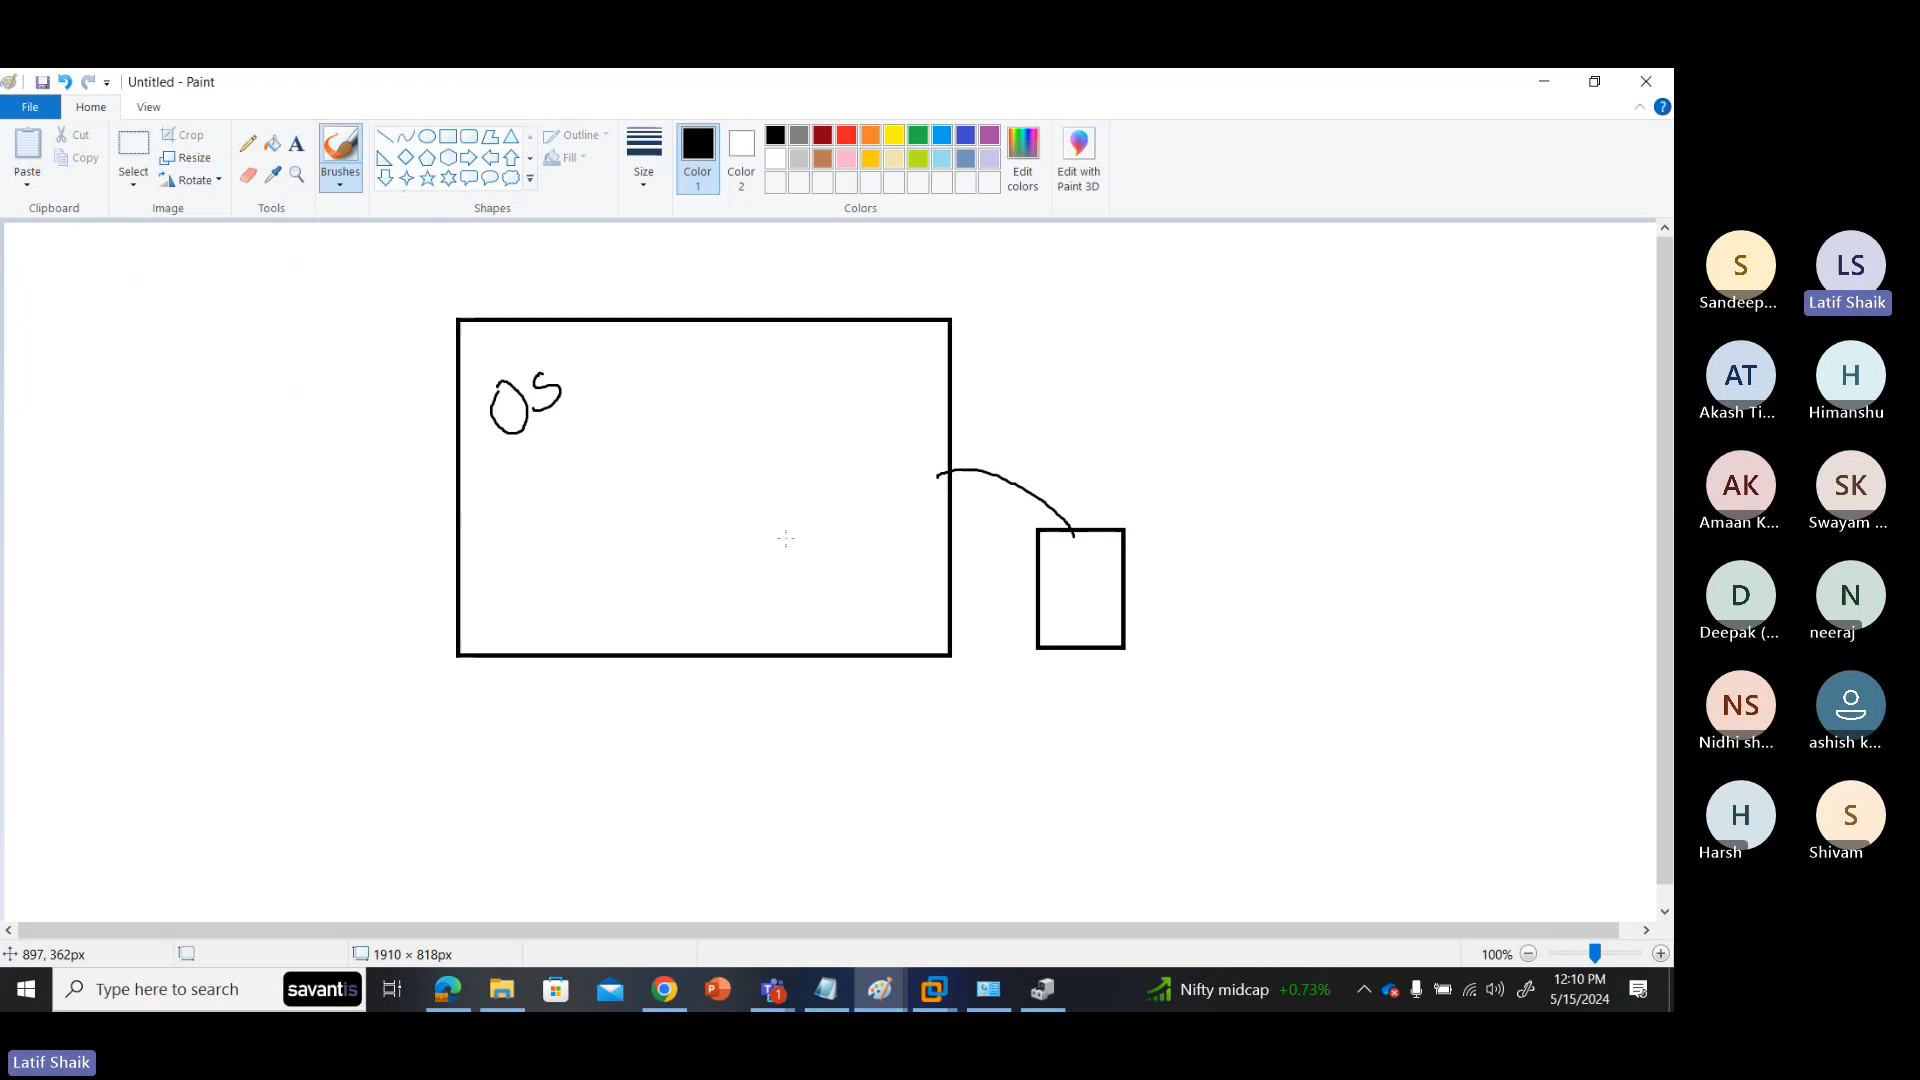 Untitled - Paint
File Home View
Paste
Cut
Copy
Clipboard
Select
Crop
Resize
Rotate
Image
A
Tools
Brushes
Outline
Fill
Shapes
Size
Color 1
Color 2
Edit colors
Colors
Edit with Paint 3D
?
OS
897, 362px
1910 × 818px
100%
Type here to search
savantis
1
Nifty midcap +0.73%
12:10 PM
5/15/2024
S
Sandeep...
LS
Latif Shaik
AT
Akash Ti...
H
Himanshu
AK
Amaan K...
SK
Swayam ...
D
Deepak (...
N
neeraj
NS
Nidhi sh...
ashish k...
H
Harsh
S
Shivam
Latif Shaik